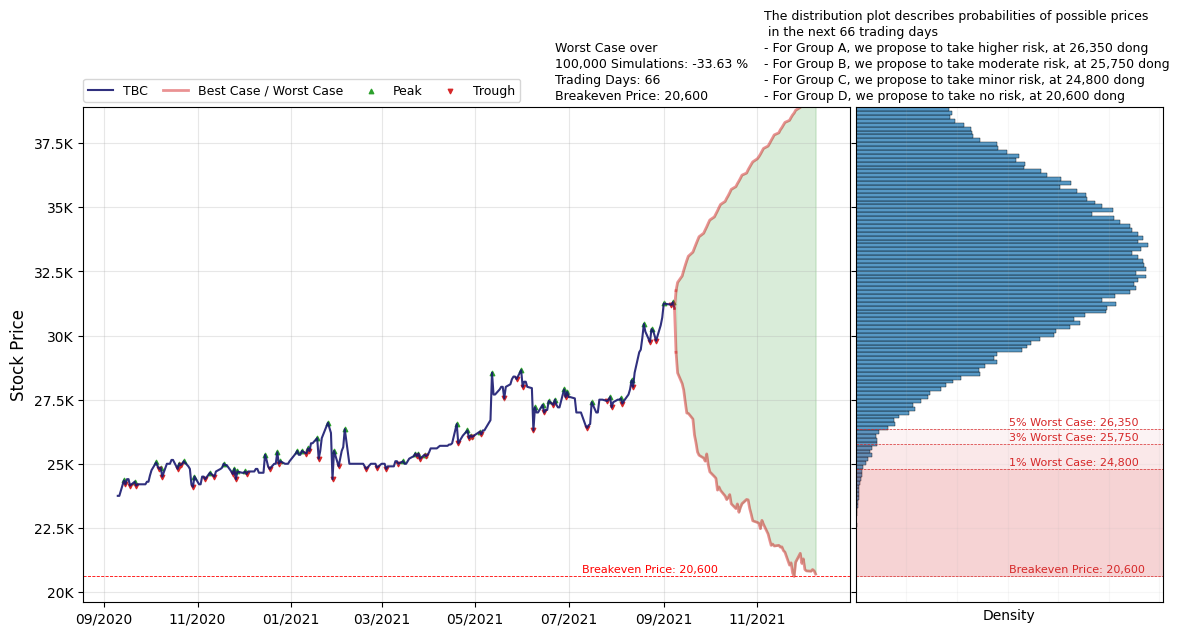 The distribution plot describes probabilities of possible prices
in the next 66 trading days
- For Group A, we propose to take higher risk, at 26,350 dong
- For Group B, we propose to take moderate risk, at 25,750 dong
- For Group C, we propose to take minor risk, at 24,800 dong
- For Group D, we propose to take no risk, at 20,600 dong
Worst Case over
100,000 Simulations: -33.63 %
Trading Days: 66
Breakeven Price: 20,600
TBC
Best Case / Worst Case
Peak
Trough
Stock Price
37.5K
35K
32.5K
30K
27.5K
25K
22.5K
20K
Breakeven Price: 20,600
09/2020
11/2020
01/2021
03/2021
05/2021
07/2021
09/2021
11/2021
5% Worst Case: 26,350
3% Worst Case: 25,750
1% Worst Case: 24,800
Breakeven Price: 20,600
Density